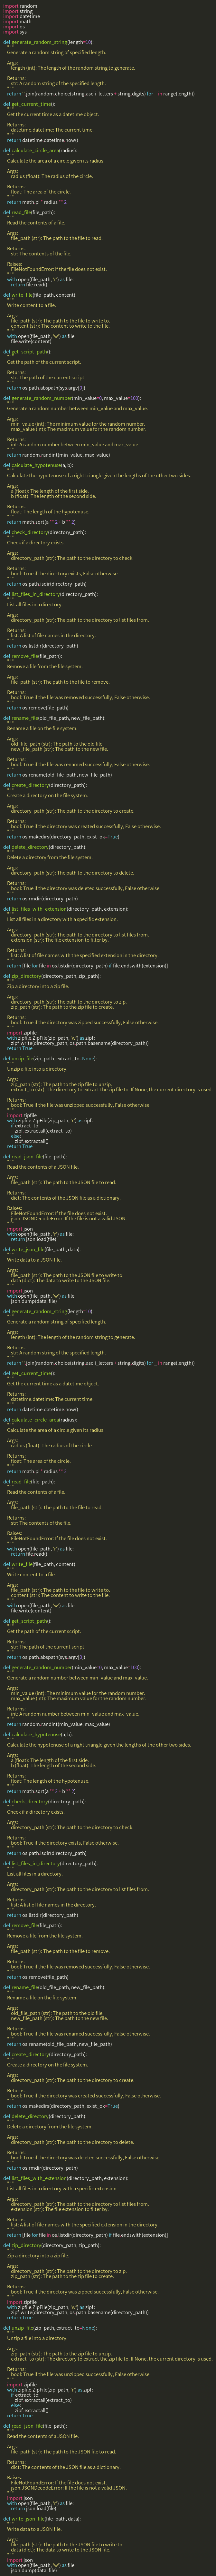 import random
import string
import datetime
import math
import os
import sys

def generate_random_string(length=10):
    """
    Generate a random string of specified length.

    Args:
        length (int): The length of the random string to generate.

    Returns:
        str: A random string of the specified length.
    """
    return ''.join(random.choice(string.ascii_letters + string.digits) for _ in range(length))

def get_current_time():
    """
    Get the current time as a datetime object.

    Returns:
        datetime.datetime: The current time.
    """
    return datetime.datetime.now()

def calculate_circle_area(radius):
    """
    Calculate the area of a circle given its radius.

    Args:
        radius (float): The radius of the circle.

    Returns:
        float: The area of the circle.
    """
    return math.pi * radius ** 2

def read_file(file_path):
    """
    Read the contents of a file.

    Args:
        file_path (str): The path to the file to read.

    Returns:
        str: The contents of the file.

    Raises:
        FileNotFoundError: If the file does not exist.
    """
    with open(file_path, 'r') as file:
        return file.read()

def write_file(file_path, content):
    """
    Write content to a file.

    Args:
        file_path (str): The path to the file to write to.
        content (str): The content to write to the file.
    """
    with open(file_path, 'w') as file:
        file.write(content)

def get_script_path():
    """
    Get the path of the current script.

    Returns:
        str: The path of the current script.
    """
    return os.path.abspath(sys.argv[0])

def generate_random_number(min_value=0, max_value=100):
    """
    Generate a random number between min_value and max_value.

    Args:
        min_value (int): The minimum value for the random number.
        max_value (int): The maximum value for the random number.

    Returns:
        int: A random number between min_value and max_value.
    """
    return random.randint(min_value, max_value)

def calculate_hypotenuse(a, b):
    """
    Calculate the hypotenuse of a right triangle given the lengths of the other two sides.

    Args:
        a (float): The length of the first side.
        b (float): The length of the second side.

    Returns:
        float: The length of the hypotenuse.
    """
    return math.sqrt(a ** 2 + b ** 2)

def check_directory(directory_path):
    """
    Check if a directory exists.

    Args:
        directory_path (str): The path to the directory to check.

    Returns:
        bool: True if the directory exists, False otherwise.
    """
    return os.path.isdir(directory_path)

def list_files_in_directory(directory_path):
    """
    List all files in a directory.

    Args:
        directory_path (str): The path to the directory to list files from.

    Returns:
        list: A list of file names in the directory.
    """
    return os.listdir(directory_path)

def remove_file(file_path):
    """
    Remove a file from the file system.

    Args:
        file_path (str): The path to the file to remove.

    Returns:
        bool: True if the file was removed successfully, False otherwise.
    """
    return os.remove(file_path)

def rename_file(old_file_path, new_file_path):
    """
    Rename a file on the file system.

    Args:
        old_file_path (str): The path to the old file.
        new_file_path (str): The path to the new file.

    Returns:
        bool: True if the file was renamed successfully, False otherwise.
    """
    return os.rename(old_file_path, new_file_path)

def create_directory(directory_path):
    """
    Create a directory on the file system.

    Args:
        directory_path (str): The path to the directory to create.

    Returns:
        bool: True if the directory was created successfully, False otherwise.
    """
    return os.makedirs(directory_path, exist_ok=True)

def delete_directory(directory_path):
    """
    Delete a directory from the file system.

    Args:
        directory_path (str): The path to the directory to delete.

    Returns:
        bool: True if the directory was deleted successfully, False otherwise.
    """
    return os.rmdir(directory_path)

def list_files_with_extension(directory_path, extension):
    """
    List all files in a directory with a specific extension.

    Args:
        directory_path (str): The path to the directory to list files from.
        extension (str): The file extension to filter by.

    Returns:
        list: A list of file names with the specified extension in the directory.
    """
    return [file for file in os.listdir(directory_path) if file.endswith(extension)]

def zip_directory(directory_path, zip_path):
    """
    Zip a directory into a zip file.

    Args:
        directory_path (str): The path to the directory to zip.
        zip_path (str): The path to the zip file to create.

    Returns:
        bool: True if the directory was zipped successfully, False otherwise.
    """
    import zipfile
    with zipfile.ZipFile(zip_path, 'w') as zipf:
        zipf.write(directory_path, os.path.basename(directory_path))
    return True

def unzip_file(zip_path, extract_to=None):
    """
    Unzip a file into a directory.

    Args:
        zip_path (str): The path to the zip file to unzip.
        extract_to (str): The directory to extract the zip file to. If None, the current directory is used.

    Returns:
        bool: True if the file was unzipped successfully, False otherwise.
    """
    import zipfile
    with zipfile.ZipFile(zip_path, 'r') as zipf:
        if extract_to:
            zipf.extractall(extract_to)
        else:
            zipf.extractall()
    return True

def read_json_file(file_path):
    """
    Read the contents of a JSON file.

    Args:
        file_path (str): The path to the JSON file to read.

    Returns:
        dict: The contents of the JSON file as a dictionary.

    Raises:
        FileNotFoundError: If the file does not exist.
        json.JSONDecodeError: If the file is not a valid JSON.
    """
    import json
    with open(file_path, 'r') as file:
        return json.load(file)

def write_json_file(file_path, data):
    """
    Write data to a JSON file.

    Args:
        file_path (str): The path to the JSON file to write to.
        data (dict): The data to write to the JSON file.
    """
    import json
    with open(file_path, 'w') as file:
        json.dump(data, file)

def generate_random_string(length=10):
    """
    Generate a random string of specified length.

    Args:
        length (int): The length of the random string to generate.

    Returns:
        str: A random string of the specified length.
    """
    return ''.join(random.choice(string.ascii_letters + string.digits) for _ in range(length))

def get_current_time():
    """
    Get the current time as a datetime object.

    Returns:
        datetime.datetime: The current time.
    """
    return datetime.datetime.now()

def calculate_circle_area(radius):
    """
    Calculate the area of a circle given its radius.

    Args:
        radius (float): The radius of the circle.

    Returns:
        float: The area of the circle.
    """
    return math.pi * radius ** 2

def read_file(file_path):
    """
    Read the contents of a file.

    Args:
        file_path (str): The path to the file to read.

    Returns:
        str: The contents of the file.

    Raises:
        FileNotFoundError: If the file does not exist.
    """
    with open(file_path, 'r') as file:
        return file.read()

def write_file(file_path, content):
    """
    Write content to a file.

    Args:
        file_path (str): The path to the file to write to.
        content (str): The content to write to the file.
    """
    with open(file_path, 'w') as file:
        file.write(content)

def get_script_path():
    """
    Get the path of the current script.

    Returns:
        str: The path of the current script.
    """
    return os.path.abspath(sys.argv[0])

def generate_random_number(min_value=0, max_value=100):
    """
    Generate a random number between min_value and max_value.

    Args:
        min_value (int): The minimum value for the random number.
        max_value (int): The maximum value for the random number.

    Returns:
        int: A random number between min_value and max_value.
    """
    return random.randint(min_value, max_value)

def calculate_hypotenuse(a, b):
    """
    Calculate the hypotenuse of a right triangle given the lengths of the other two sides.

    Args:
        a (float): The length of the first side.
        b (float): The length of the second side.

    Returns:
        float: The length of the hypotenuse.
    """
    return math.sqrt(a ** 2 + b ** 2)

def check_directory(directory_path):
    """
    Check if a directory exists.

    Args:
        directory_path (str): The path to the directory to check.

    Returns:
        bool: True if the directory exists, False otherwise.
    """
    return os.path.isdir(directory_path)

def list_files_in_directory(directory_path):
    """
    List all files in a directory.

    Args:
        directory_path (str): The path to the directory to list files from.

    Returns:
        list: A list of file names in the directory.
    """
    return os.listdir(directory_path)

def remove_file(file_path):
    """
    Remove a file from the file system.

    Args:
        file_path (str): The path to the file to remove.

    Returns:
        bool: True if the file was removed successfully, False otherwise.
    """
    return os.remove(file_path)

def rename_file(old_file_path, new_file_path):
    """
    Rename a file on the file system.

    Args:
        old_file_path (str): The path to the old file.
        new_file_path (str): The path to the new file.

    Returns:
        bool: True if the file was renamed successfully, False otherwise.
    """
    return os.rename(old_file_path, new_file_path)

def create_directory(directory_path):
    """
    Create a directory on the file system.

    Args:
        directory_path (str): The path to the directory to create.

    Returns:
        bool: True if the directory was created successfully, False otherwise.
    """
    return os.makedirs(directory_path, exist_ok=True)

def delete_directory(directory_path):
    """
    Delete a directory from the file system.

    Args:
        directory_path (str): The path to the directory to delete.

    Returns:
        bool: True if the directory was deleted successfully, False otherwise.
    """
    return os.rmdir(directory_path)

def list_files_with_extension(directory_path, extension):
    """
    List all files in a directory with a specific extension.

    Args:
        directory_path (str): The path to the directory to list files from.
        extension (str): The file extension to filter by.

    Returns:
        list: A list of file names with the specified extension in the directory.
    """
    return [file for file in os.listdir(directory_path) if file.endswith(extension)]

def zip_directory(directory_path, zip_path):
    """
    Zip a directory into a zip file.

    Args:
        directory_path (str): The path to the directory to zip.
        zip_path (str): The path to the zip file to create.

    Returns:
        bool: True if the directory was zipped successfully, False otherwise.
    """
    import zipfile
    with zipfile.ZipFile(zip_path, 'w') as zipf:
        zipf.write(directory_path, os.path.basename(directory_path))
    return True

def unzip_file(zip_path, extract_to=None):
    """
    Unzip a file into a directory.

    Args:
        zip_path (str): The path to the zip file to unzip.
        extract_to (str): The directory to extract the zip file to. If None, the current directory is used.

    Returns:
        bool: True if the file was unzipped successfully, False otherwise.
    """
    import zipfile
    with zipfile.ZipFile(zip_path, 'r') as zipf:
        if extract_to:
            zipf.extractall(extract_to)
        else:
            zipf.extractall()
    return True

def read_json_file(file_path):
    """
    Read the contents of a JSON file.

    Args:
        file_path (str): The path to the JSON file to read.

    Returns:
        dict: The contents of the JSON file as a dictionary.

    Raises:
        FileNotFoundError: If the file does not exist.
        json.JSONDecodeError: If the file is not a valid JSON.
    """
    import json
    with open(file_path, 'r') as file:
        return json.load(file)

def write_json_file(file_path, data):
    """
    Write data to a JSON file.

    Args:
        file_path (str): The path to the JSON file to write to.
        data (dict): The data to write to the JSON file.
    """
    import json
    with open(file_path, 'w') as file:
        json.dump(data, file)